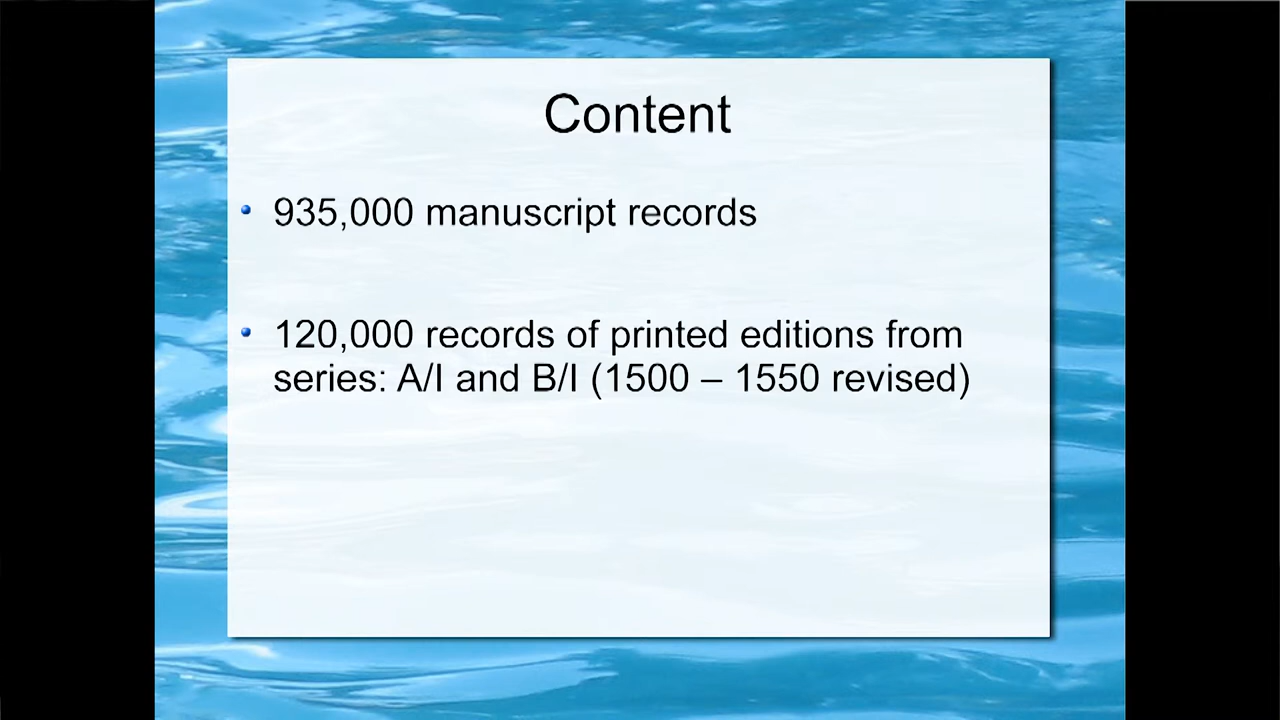 Content
• 935,000 manuscript records
• 120,000 records of printed editions from
series: A/I and B/I (1500 – 1550 revised)